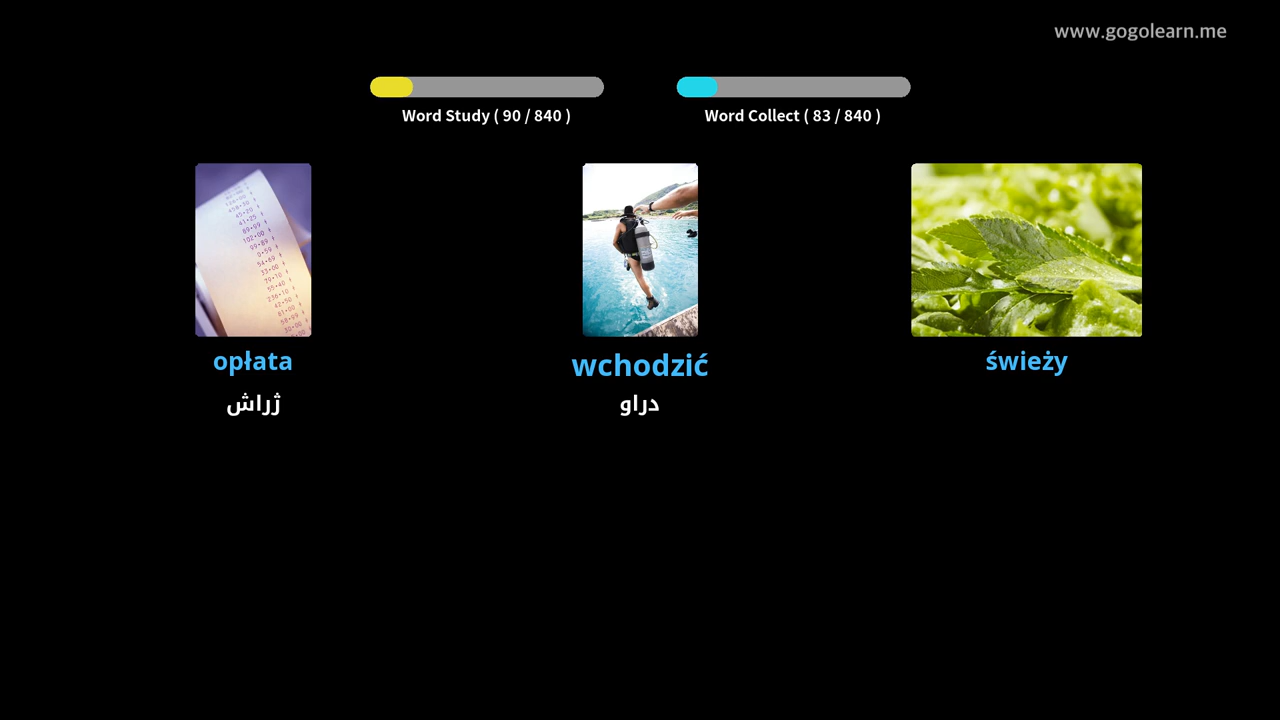 www.gogolearn.me
Word Study ( 90 / 840 )
Word Collect ( 83 / 840 )
opłata
wchodzić
świeży
ژراش
دراو